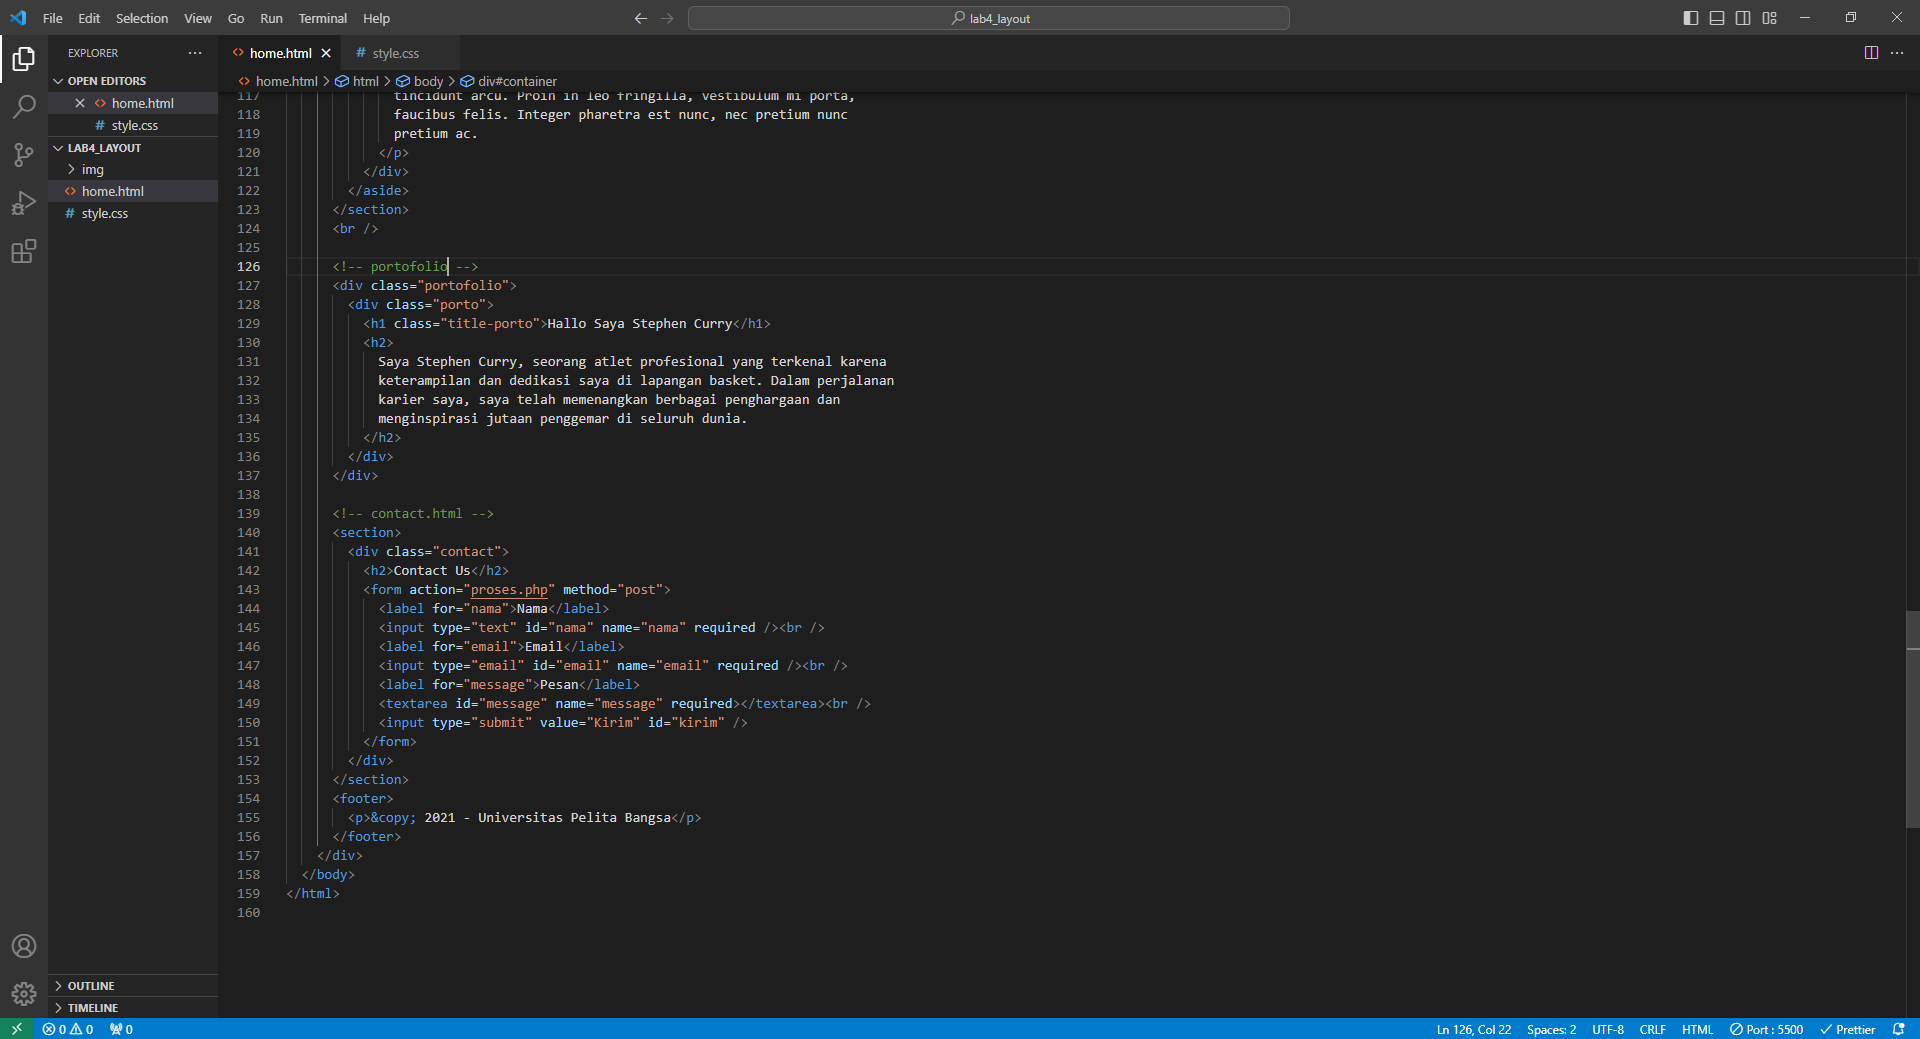 File Edit Selection View Go Run Terminal Help
lab4_layout
EXPLORER
home.html
style.css
OPEN EDITORS
home.html > html > body > div#container
home.html
style.css
LAB4_LAYOUT
img
home.html
style.css
117 tincidunt arcu. Proin in leo fringilla, vestibulum mi porta,
118 faucibus felis. Integer pharetra est nunc, nec pretium nunc
119 pretium ac.
120 </p>
121 </div>
122 </aside>
123 </section>
124 <br />
125
126 <!-- portofolio -->
127 <div class="portofolio">
128 <div class="porto">
129 <h1 class="title-porto">Hallo Saya Stephen Curry</h1>
130 <h2>
131 Saya Stephen Curry, seorang atlet profesional yang terkenal karena
132 keterampilan dan dedikasi saya di lapangan basket. Dalam perjalanan
133 karier saya, saya telah memenangkan berbagai penghargaan dan
134 menginspirasi jutaan penggemar di seluruh dunia.
135 </h2>
136 </div>
137 </div>
138
139 <!-- contact.html -->
140 <section>
141 <div class="contact">
142 <h2>Contact Us</h2>
143 <form action="proses.php" method="post">
144 <label for="nama">Nama</label>
145 <input type="text" id="nama" name="nama" required /><br />
146 <label for="email">Email</label>
147 <input type="email" id="email" name="email" required /><br />
148 <label for="message">Pesan</label>
149 <textarea id="message" name="message" required></textarea><br />
150 <input type="submit" value="Kirim" id="kirim" />
151 </form>
152 </div>
153 </section>
154 <footer>
155 <p>&copy; 2021 - Universitas Pelita Bangsa</p>
156 </footer>
157 </div>
158 </body>
159 </html>
160
OUTLINE
TIMELINE
0 0 0
Ln 126, Col 22 Spaces: 2 UTF-8 CRLF HTML Port : 5500 Prettier